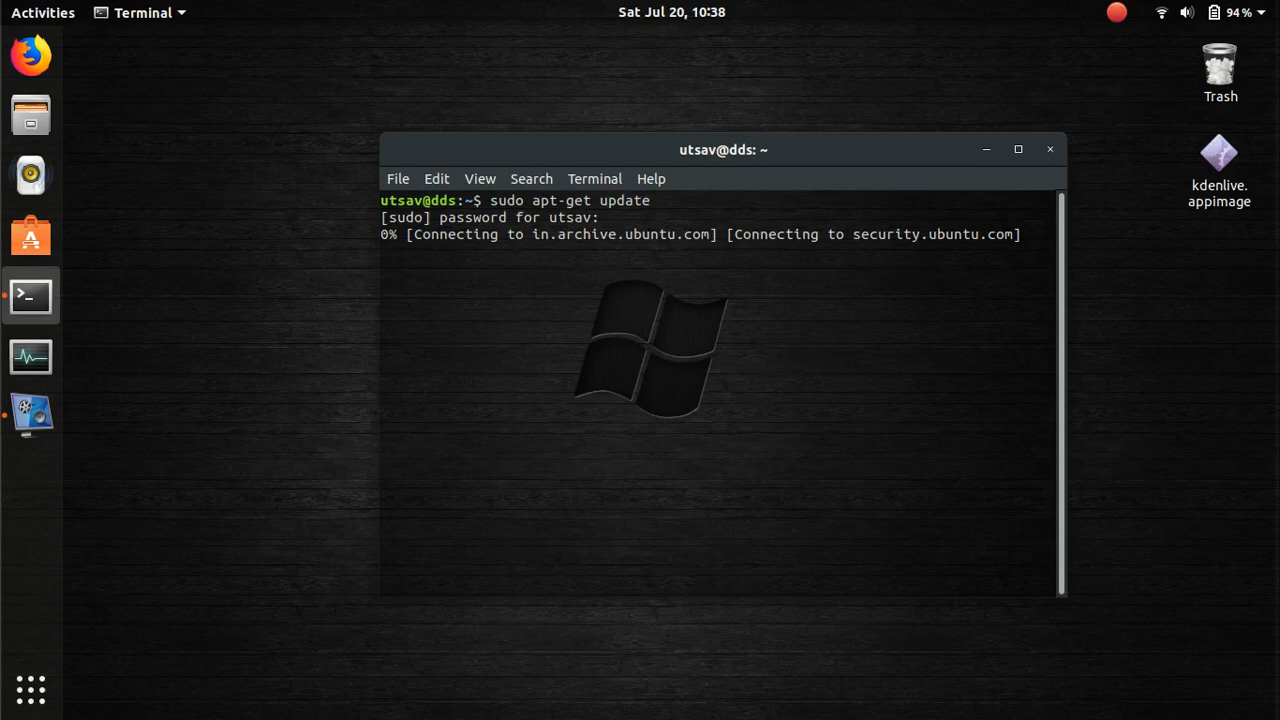 Activities
Terminal
Sat Jul 20, 10:38
94 %
Trash
kdenlive.
appimage
utsav@dds: ~
File Edit View Search Terminal Help
utsav@dds:~$ sudo apt-get update
[sudo] password for utsav:
0% [Connecting to in.archive.ubuntu.com] [Connecting to security.ubuntu.com]